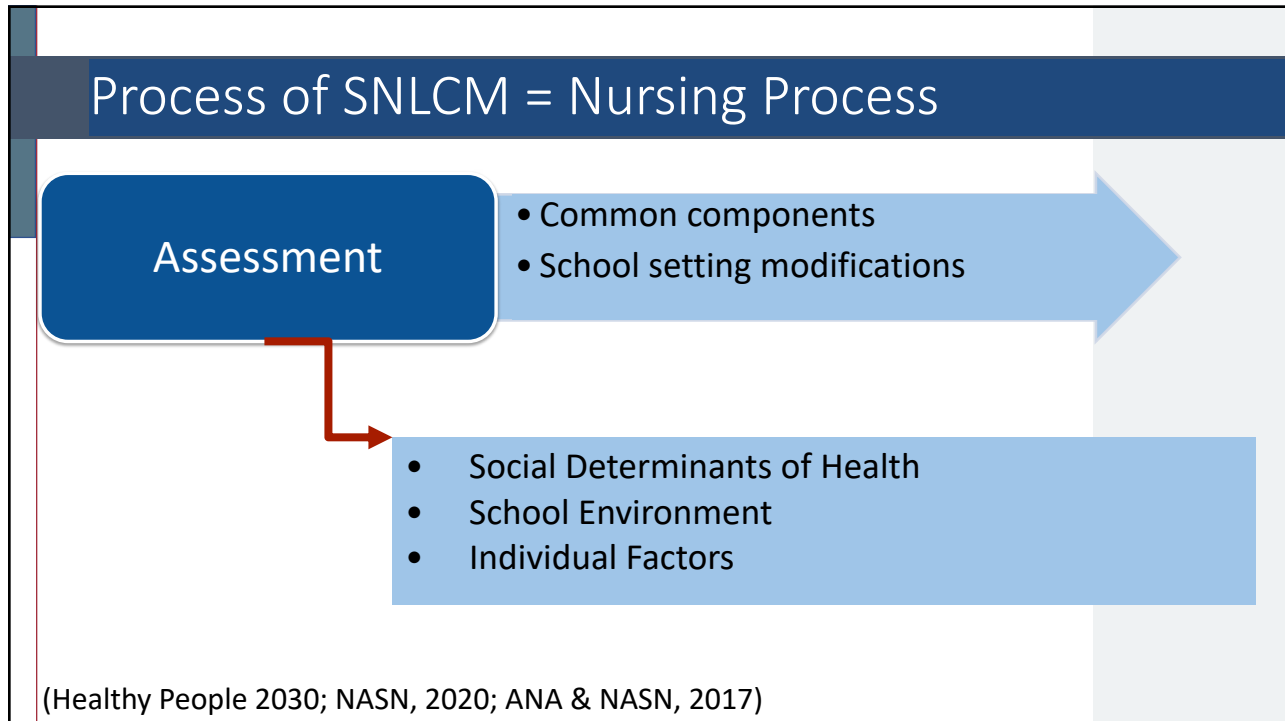 Process of SNLCM = Nursing Process
Assessment
• Common components
• School setting modifications
• Social Determinants of Health
• School Environment
• Individual Factors
(Healthy People 2030; NASN, 2020; ANA & NASN, 2017)